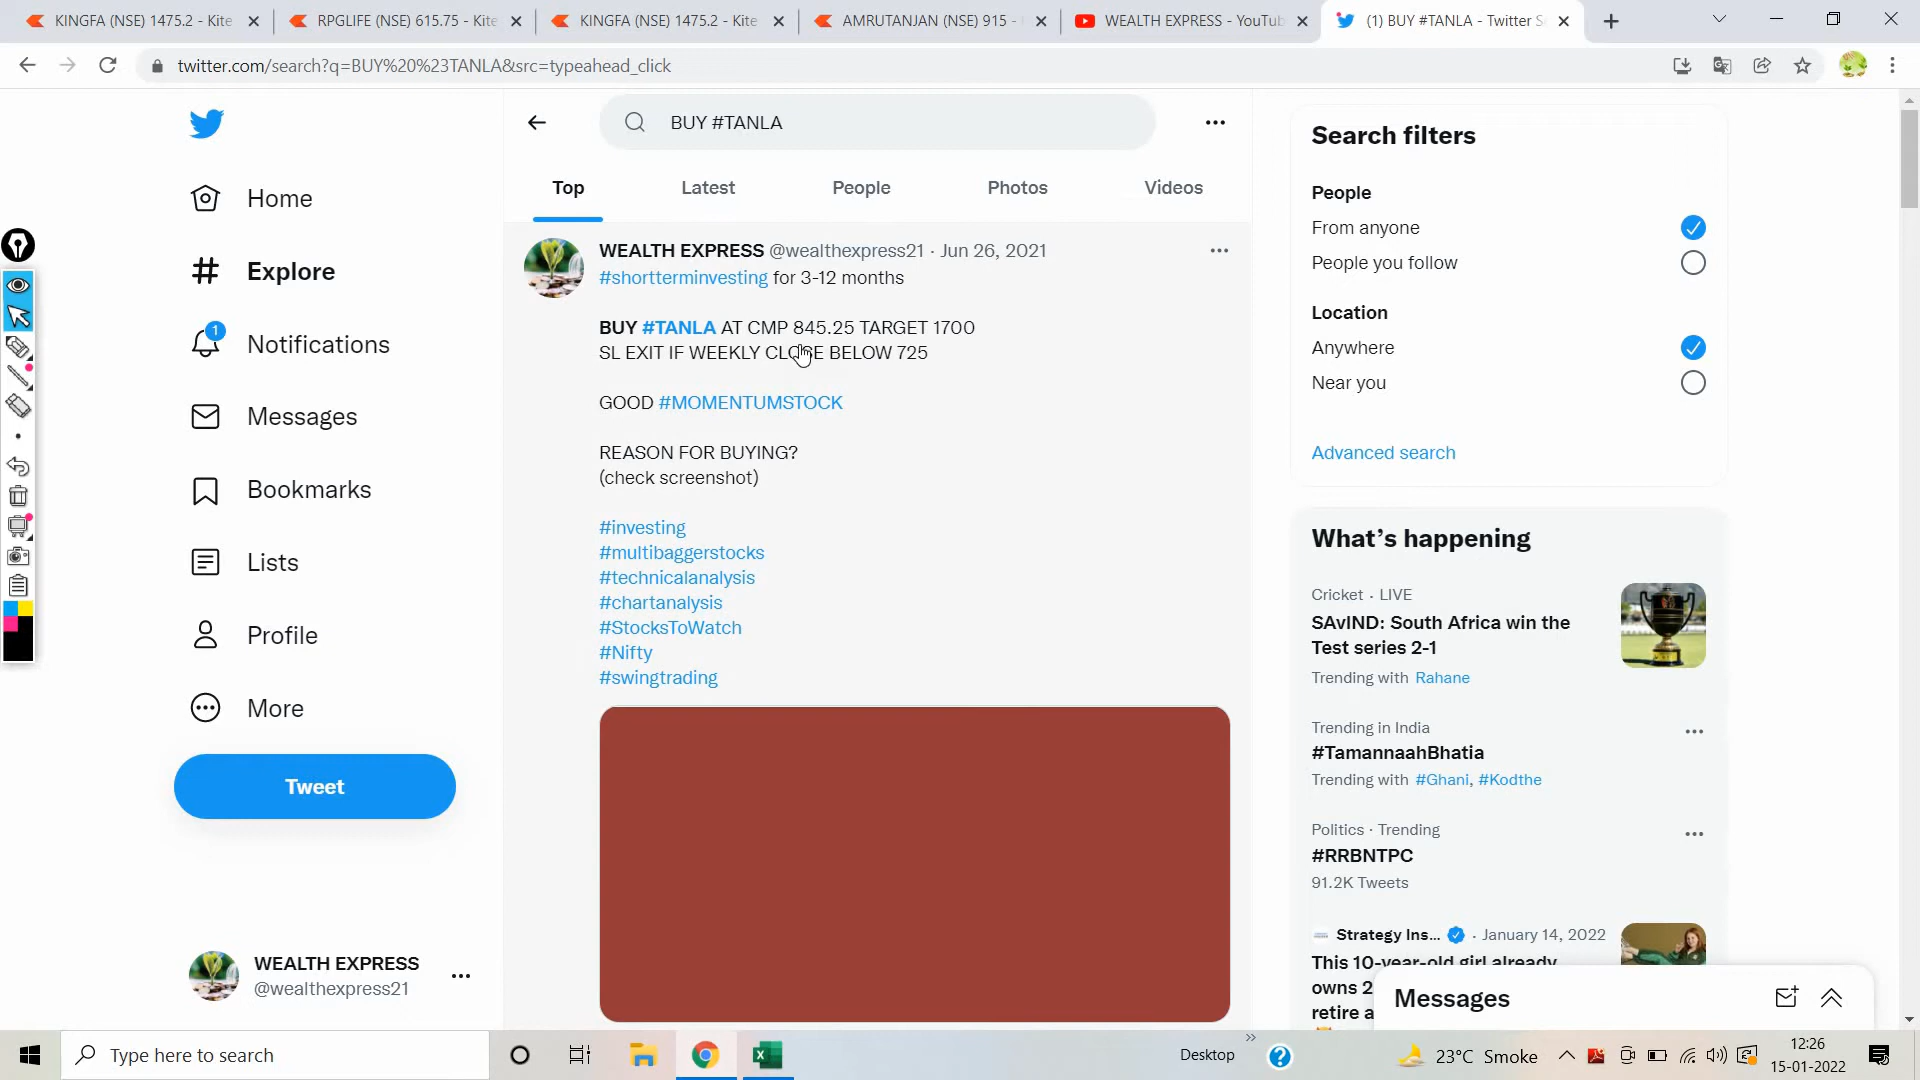 KINGFA (NSE) 1475.2 - Kite
RPGLIFE (NSE) 615.75 - Kite
KINGFA (NSE) 1475.2 - Kite
AMRUTANJAN (NSE) 915 -
WEALTH EXPRESS - YouTub
(1) BUY #TANLA - Twitter S
twitter.com/search?q=BUY%20%23TANLA&src=typeahead_click
Home
Explore
1
Notifications
Messages
Bookmarks
Lists
Profile
More
Tweet
WEALTH EXPRESS
@wealthexpress21
BUY #TANLA
Top
Latest
People
Photos
Videos
WEALTH EXPRESS @wealthexpress21 · Jun 26, 2021
#shortterminvesting for 3-12 months
BUY #TANLA AT CMP 845.25 TARGET 1700
SL EXIT IF WEEKLY CLOSE BELOW 725
GOOD #MOMENTUMSTOCK
REASON FOR BUYING?
(check screenshot)
#investing
#multibaggerstocks
#technicalanalysis
#chartanalysis
#StocksToWatch
#Nifty
#swingtrading
Search filters
People
From anyone
People you follow
Location
Anywhere
Near you
Advanced search
What's happening
Cricket · LIVE
SAvIND: South Africa win the
Test series 2-1
Trending with Rahane
Trending in India
#TamannaahBhatia
Trending with #Ghani, #Kodthe
Politics · Trending
#RRBNTPC
91.2K Tweets
Strategy Ins... · January 14, 2022
This 10-year-old girl already
owns 2
retire a
Messages
Type here to search
Desktop
23°C Smoke
12:26
15-01-2022